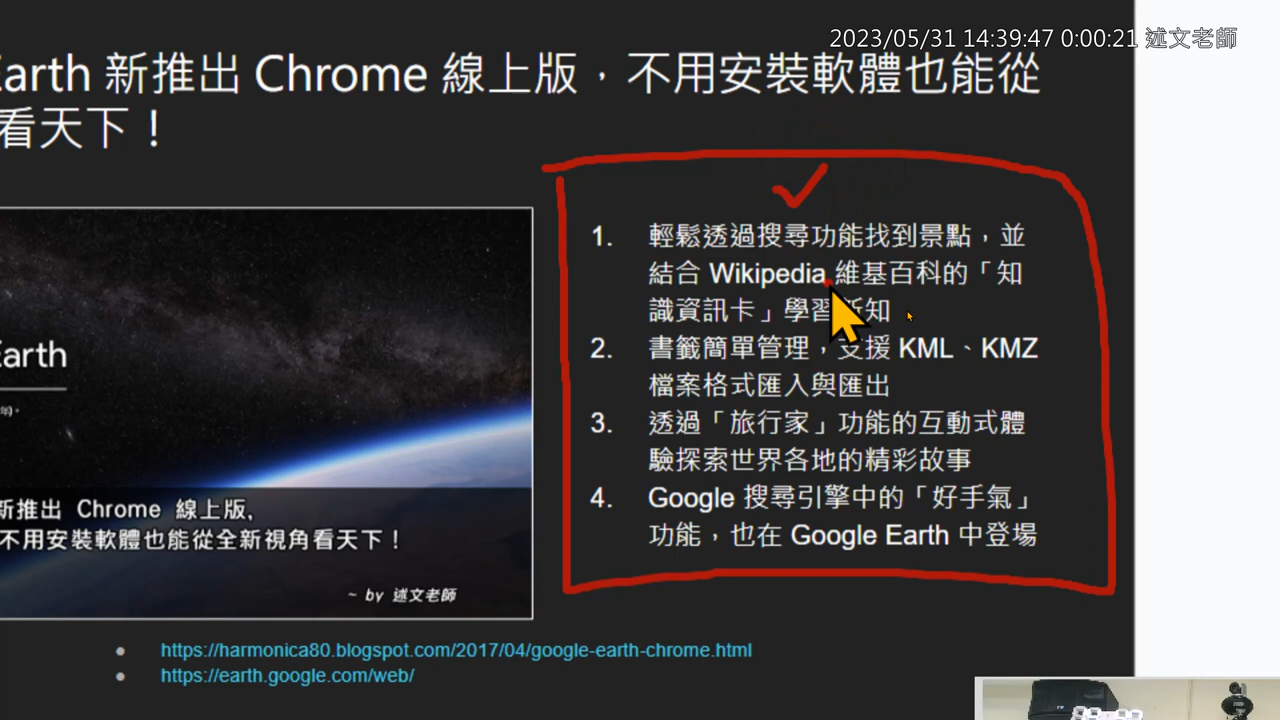 2023/05/31 14:39:47 0:00:21 述文老師
Earth 新推出 Chrome 線上版，不用安裝軟體也能從
看天下！
1. 輕鬆透過搜尋功能找到景點，並
結合 Wikipedia 維基百科的「知
識資訊卡」學習新知
2. 書籤簡單管理，支援 KML、KMZ
檔案格式匯入與匯出
3. 透過「旅行家」功能的互動式體
驗探索世界各地的精彩故事
4. Google 搜尋引擎中的「好手氣」
功能，也在 Google Earth 中登場
Earth
年)。
新推出 Chrome 線上版,
不用安裝軟體也能從全新視角看天下！
~ by 述文老師
● https://harmonica80.blogspot.com/2017/04/google-earth-chrome.html
● https://earth.google.com/web/